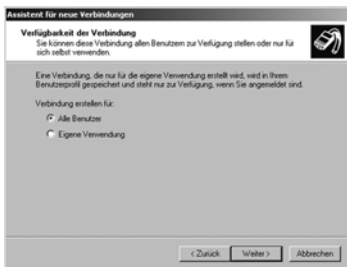 Assistent für neue Verbindungen
Verfügbarkeit der Verbindung
Sie können diese Verbindung allen Benutzern zur Verfügung stellen oder nur für
sich selbst verwenden.
Eine Verbindung, die nur für die eigene Verwendung erstellt wird, wird in Ihrem
Benutzerprofil gespeichert und steht nur zur Verfügung, wenn Sie angemeldet sind.
Verbindung erstellen für:
Alle Benutzer
Eigene Verwendung
< Zurück Weiter > Abbrechen